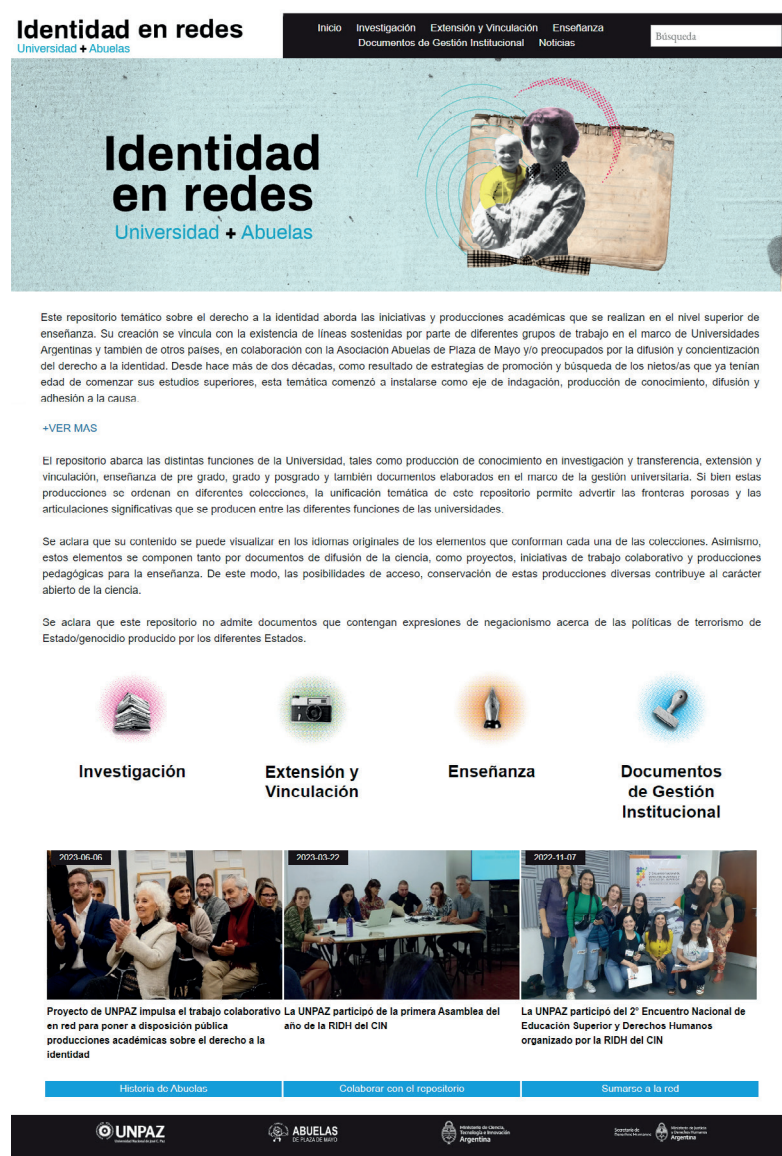 Identidad en redes
Universidad + Abuelas
Inicio Investigación Extensión y Vinculación Enseñanza
Documentos de Gestión Institucional Noticias
Búsqueda
Identidad
en redes
Universidad + Abuelas
Este repositorio temático sobre el derecho a la identidad aborda las iniciativas y producciones académicas que se realizan en el nivel superior de
enseñanza. Su creación se vincula con la existencia de líneas sostenidas por parte de diferentes grupos de trabajo en el marco de Universidades
Argentinas y también de otros países, en colaboración con la Asociación Abuelas de Plaza de Mayo y/o preocupados por la difusión y concientización
del derecho a la identidad. Desde hace más de dos décadas, como resultado de estrategias de promoción y búsqueda de los nietos/as que ya tenían
edad de comenzar sus estudios superiores, esta temática comenzó a instalarse como eje de indagación, producción de conocimiento, difusión y
adhesión a la causa.
+VER MAS
El repositorio abarca las distintas funciones de la Universidad, tales como producción de conocimiento en investigación y transferencia, extensión y
vinculación, enseñanza de pre grado, grado y posgrado y también documentos elaborados en el marco de la gestión universitaria. Si bien estas
producciones se ordenan en diferentes colecciones, la unificación temática de este repositorio permite advertir las fronteras porosas y las
articulaciones significativas que se producen entre las diferentes funciones de las universidades.
Se aclara que su contenido se puede visualizar en los idiomas originales de los elementos que conforman cada una de las colecciones. Asimismo,
estos elementos se componen tanto por documentos de difusión de la ciencia, como proyectos, iniciativas de trabajo colaborativo y producciones
pedagógicas para la enseñanza. De este modo, las posibilidades de acceso, conservación de estas producciones diversas contribuye al carácter
abierto de la ciencia.
Se aclara que este repositorio no admite documentos que contengan expresiones de negacionismo acerca de las políticas de terrorismo de
Estado/genocidio producido por los diferentes Estados.
Investigación
Extensión y
Vinculación
Enseñanza
Documentos
de Gestión
Institucional
2023-06-06
Proyecto de UNPAZ impulsa el trabajo colaborativo
en red para poner a disposición pública
producciones académicas sobre el derecho a la
identidad
2023-03-22
La UNPAZ participó de la primera Asamblea del
año de la RIDH del CIN
2022-11-07
La UNPAZ participó del 2° Encuentro Nacional de
Educación Superior y Derechos Humanos
organizado por la RIDH del CIN
Historia de Abuelas
Colaborar con el repositorio
Sumarse a la red
UNPAZ
Universidad Nacional de José C. Paz
ABUELAS
DE PLAZA DE MAYO
Ministerio de Ciencia,
Tecnología e Innovación
Argentina
Secretaría de
Derechos Humanos
Ministerio de Justicia
y Derechos Humanos
Argentina